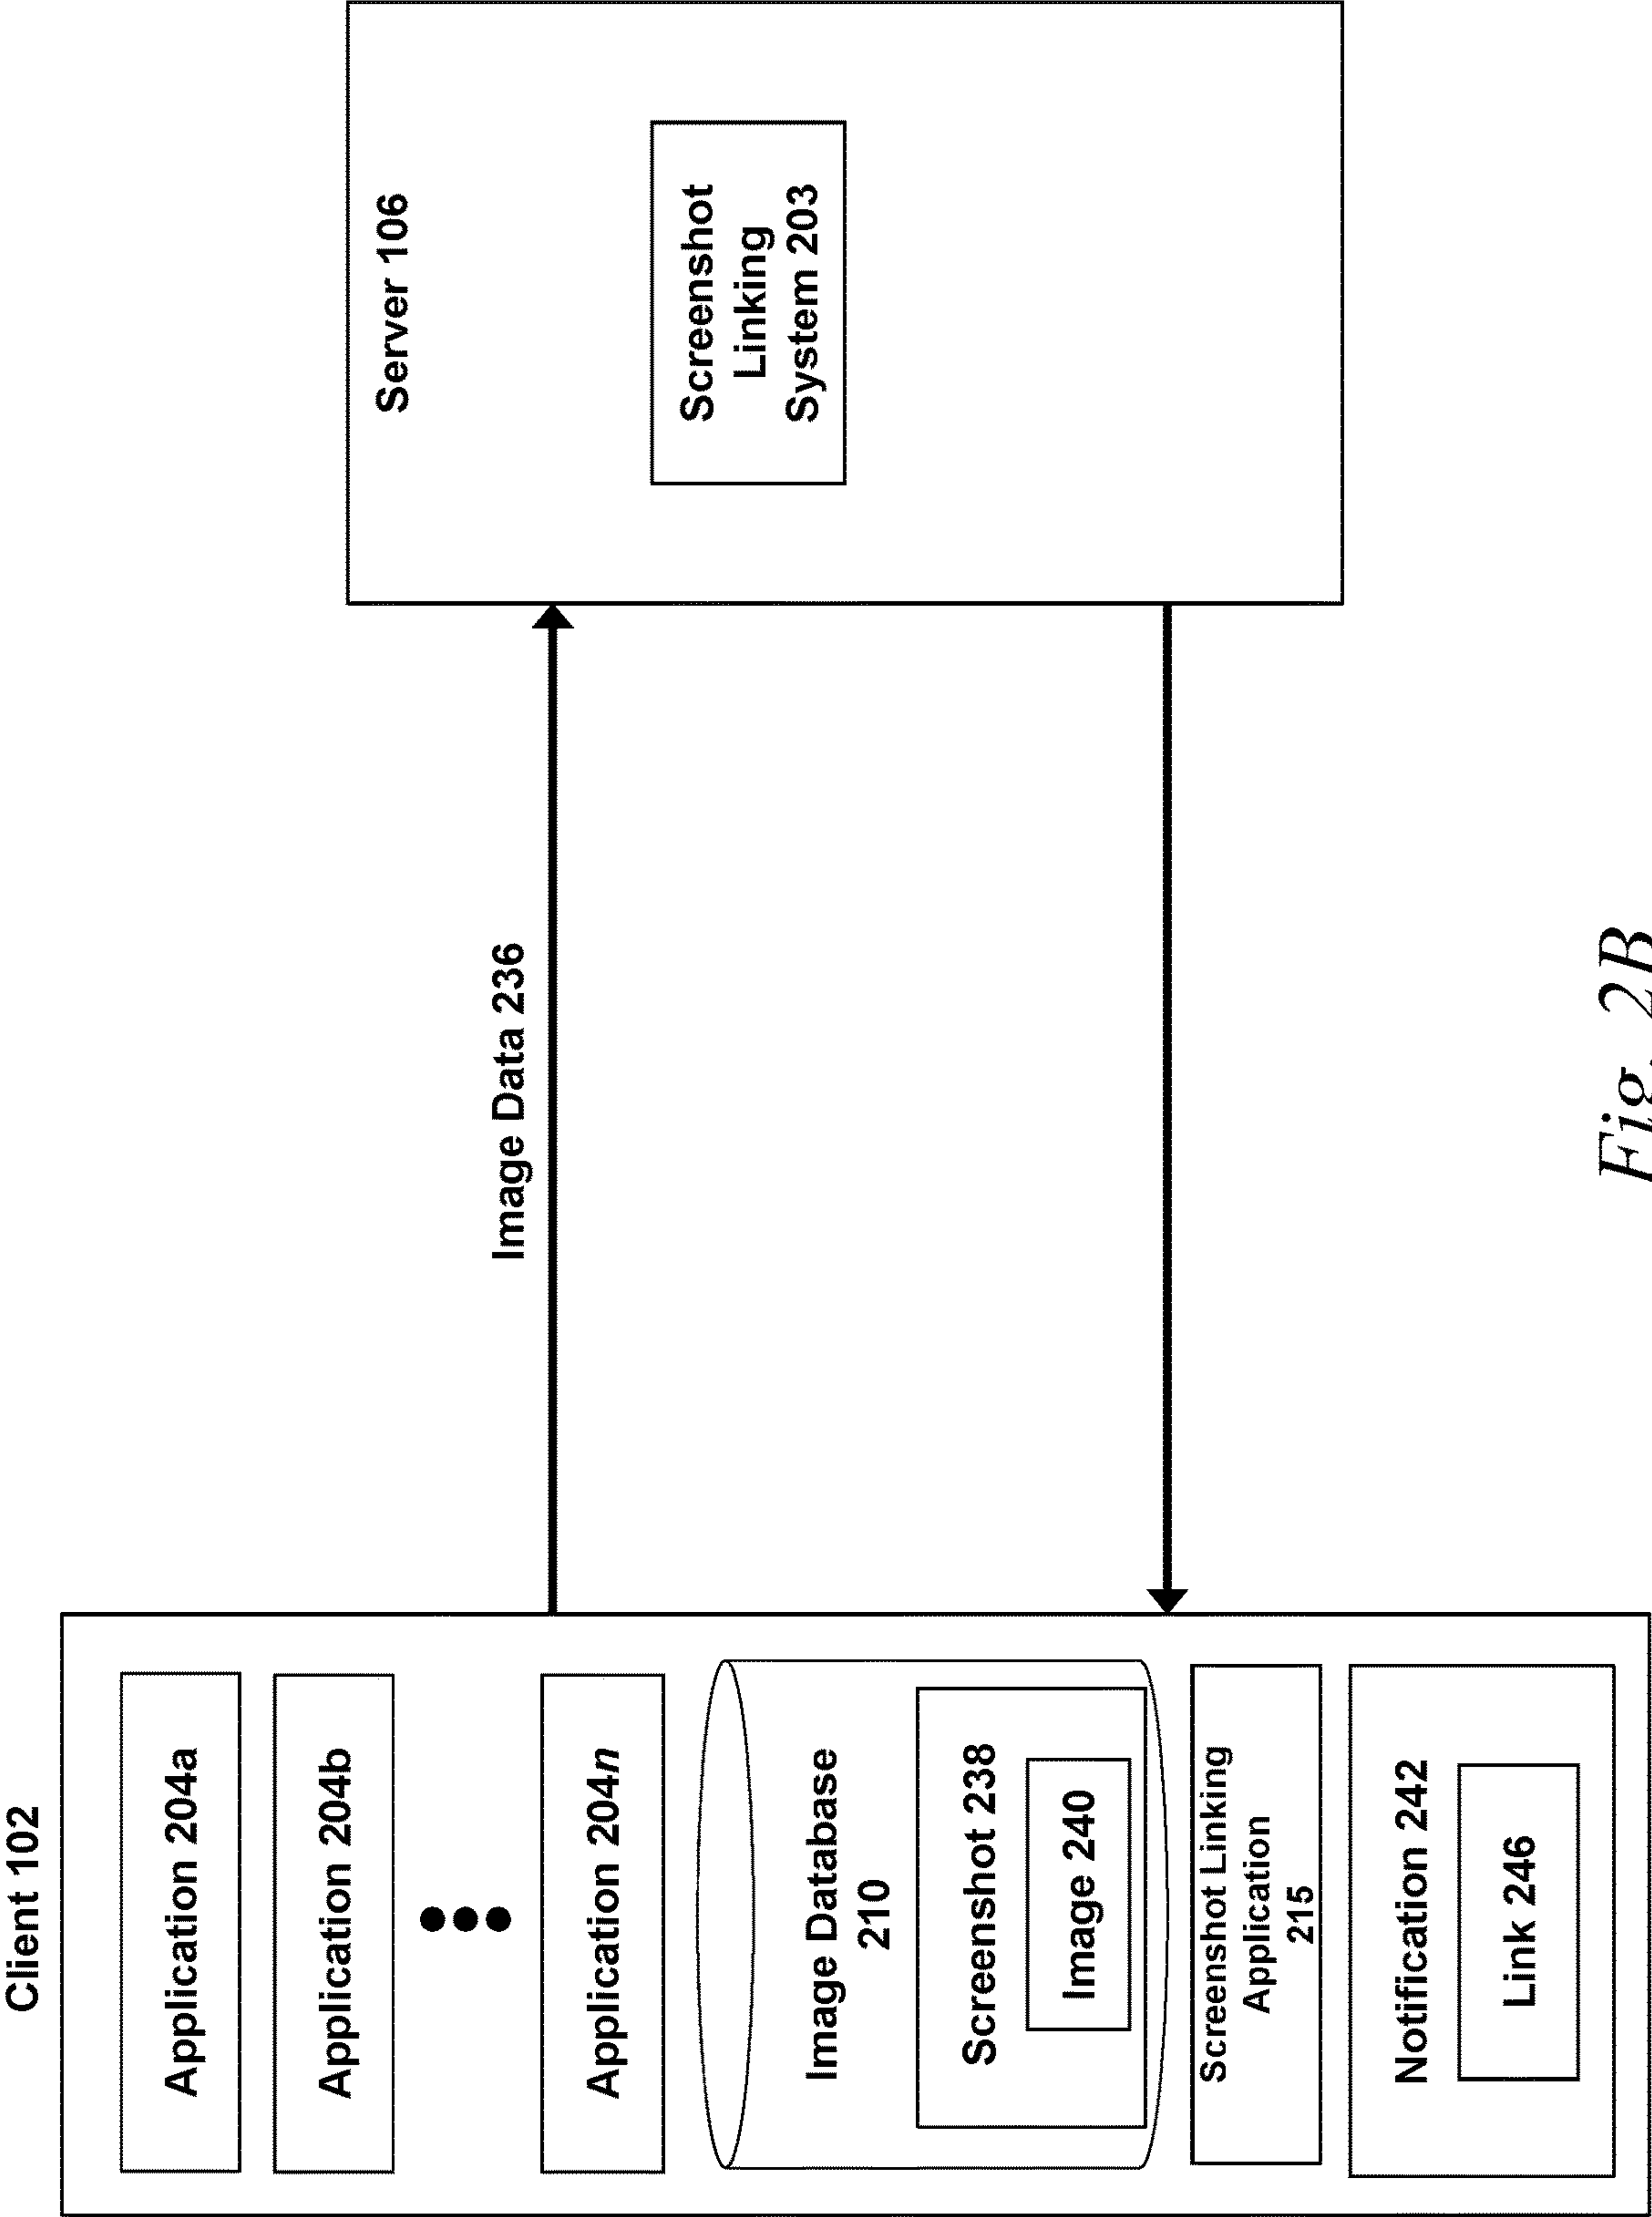 Client 102
Application 204a
Application 204b
Application 204n
Image Database
210
Screenshot 238
Image 240
Screenshot Linking
Application
215
Notification 242
Link 246
Image Data 236
Server 106
Screenshot
Linking
System 203
Fig. 2B